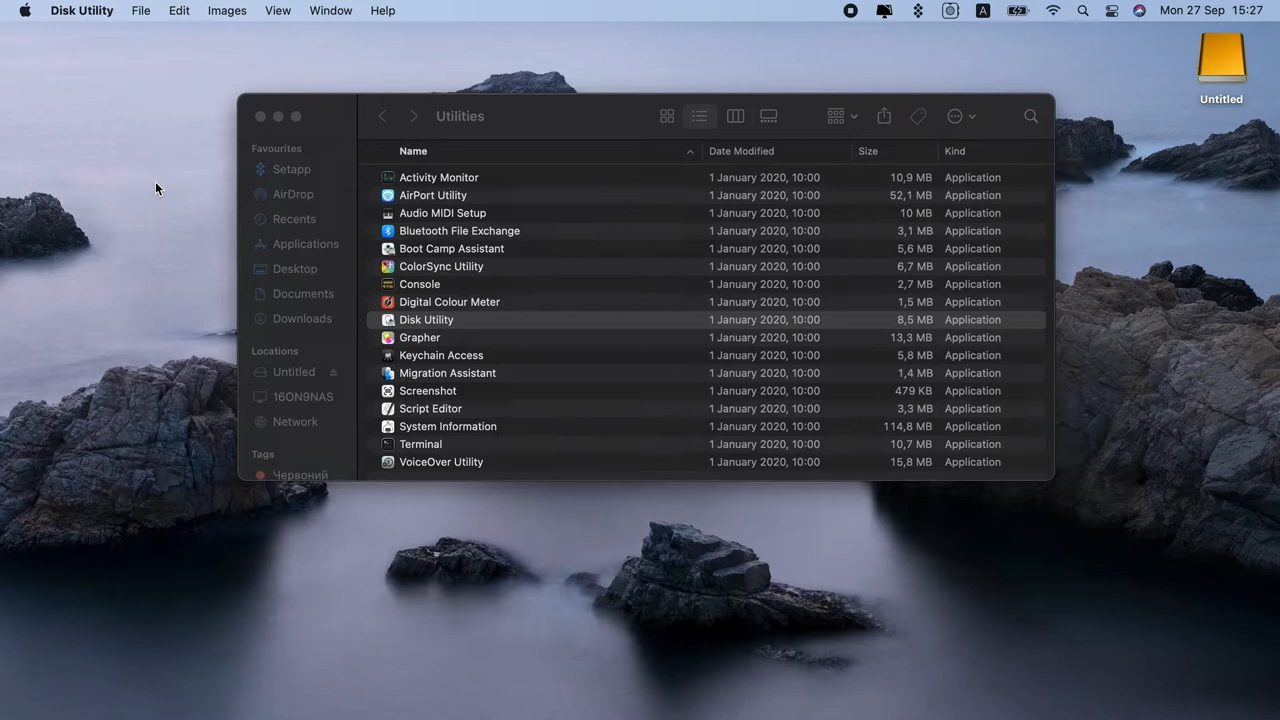 Disk Utility File Edit Images View Window Help A Mon 27 Sep 15:27
Untitled
Utilities
Favourites
Setapp
AirDrop
Recents
Applications
Desktop
Documents
Downloads
Locations
Untitled
16ON9NAS
Network
Tags
Червоний
Name Date Modified Size Kind
Activity Monitor 1 January 2020, 10:00 10,9 MB Application
AirPort Utility 1 January 2020, 10:00 52,1 MB Application
Audio MIDI Setup 1 January 2020, 10:00 10 MB Application
Bluetooth File Exchange 1 January 2020, 10:00 3,1 MB Application
Boot Camp Assistant 1 January 2020, 10:00 5,6 MB Application
ColorSync Utility 1 January 2020, 10:00 6,7 MB Application
Console 1 January 2020, 10:00 2,7 MB Application
Digital Colour Meter 1 January 2020, 10:00 1,5 MB Application
Disk Utility 1 January 2020, 10:00 8,5 MB Application
Grapher 1 January 2020, 10:00 13,3 MB Application
Keychain Access 1 January 2020, 10:00 5,8 MB Application
Migration Assistant 1 January 2020, 10:00 1,4 MB Application
Screenshot 1 January 2020, 10:00 479 KB Application
Script Editor 1 January 2020, 10:00 3,3 MB Application
System Information 1 January 2020, 10:00 114,8 MB Application
Terminal 1 January 2020, 10:00 10,7 MB Application
VoiceOver Utility 1 January 2020, 10:00 15,8 MB Application